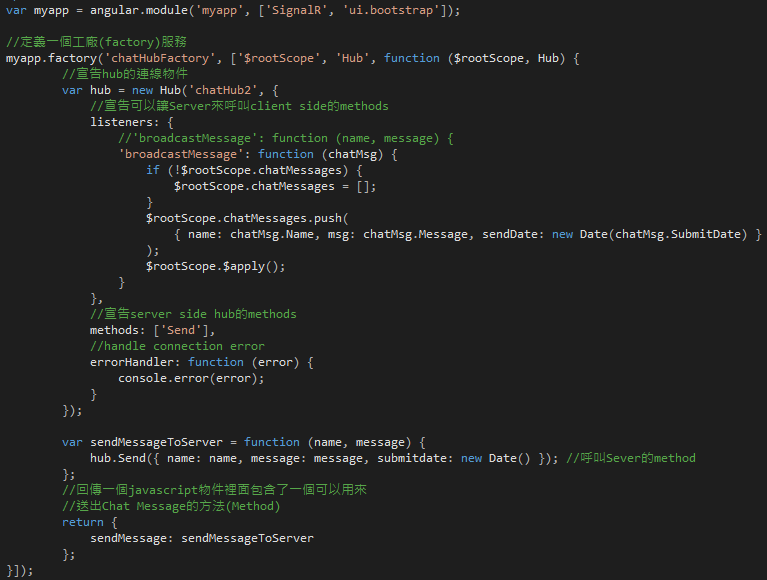 var myapp = angular.module('myapp', ['SignalR', 'ui.bootstrap']);

//定義一個工廠(factory)服務
myapp.factory('chatHubFactory', ['$rootScope', 'Hub', function ($rootScope, Hub) {
        //宣告hub的連線物件
        var hub = new Hub('chatHub2', {
            //宣告可以讓Server來呼叫client side的methods
            listeners: {
                //'broadcastMessage': function (name, message) {
                'broadcastMessage': function (chatMsg) {
                    if (!$rootScope.chatMessages) {
                        $rootScope.chatMessages = [];
                    }
                    $rootScope.chatMessages.push(
                        { name: chatMsg.Name, msg: chatMsg.Message, sendDate: new Date(chatMsg.SubmitDate) }
                    );
                    $rootScope.$apply();
                }
            },
            //宣告server side hub的methods
            methods: ['Send'],
            //handle connection error
            errorHandler: function (error) {
                console.error(error);
            }
        });

        var sendMessageToServer = function (name, message) {
            hub.Send({ name: name, message: message, submitdate: new Date() }); //呼叫Sever的method
        };
        //回傳一個javascript物件裡面包含了一個可以用來
        //送出Chat Message的方法(Method)
        return {
            sendMessage: sendMessageToServer
        };
}]);